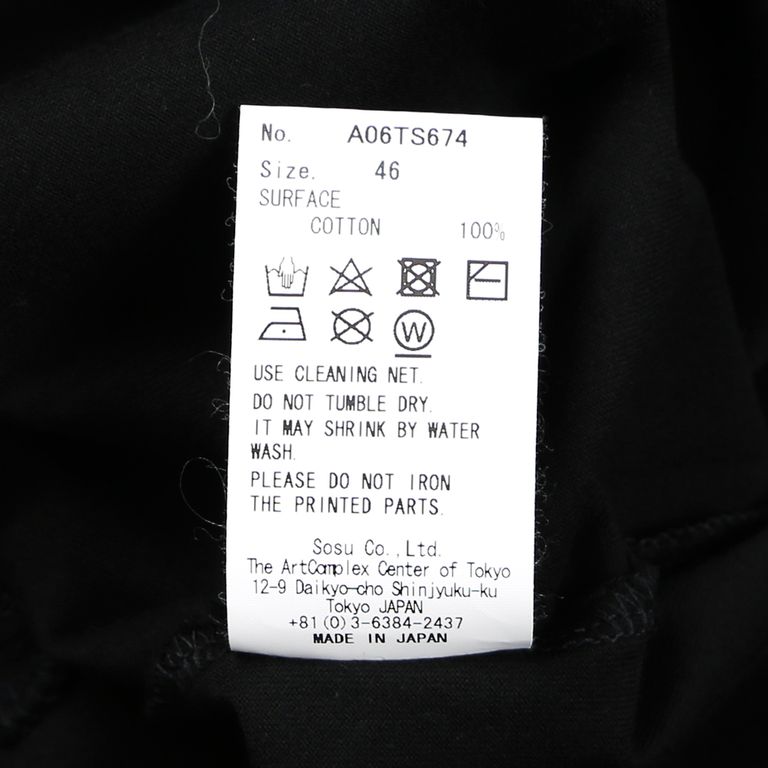 No. A06TS674
Size. 46
SURFACE
COTTON 100%
W
USE CLEANING NET.
DO NOT TUMBLE DRY.
IT MAY SHRINK BY WATER
WASH.
PLEASE DO NOT IRON
THE PRINTED PARTS.
Sosu Co.,Ltd.
The ArtComplex Center of Tokyo
12-9 Daikyo-cho Shinjyuku-ku
Tokyo JAPAN
+81(0)3-6384-2437
MADE IN JAPAN